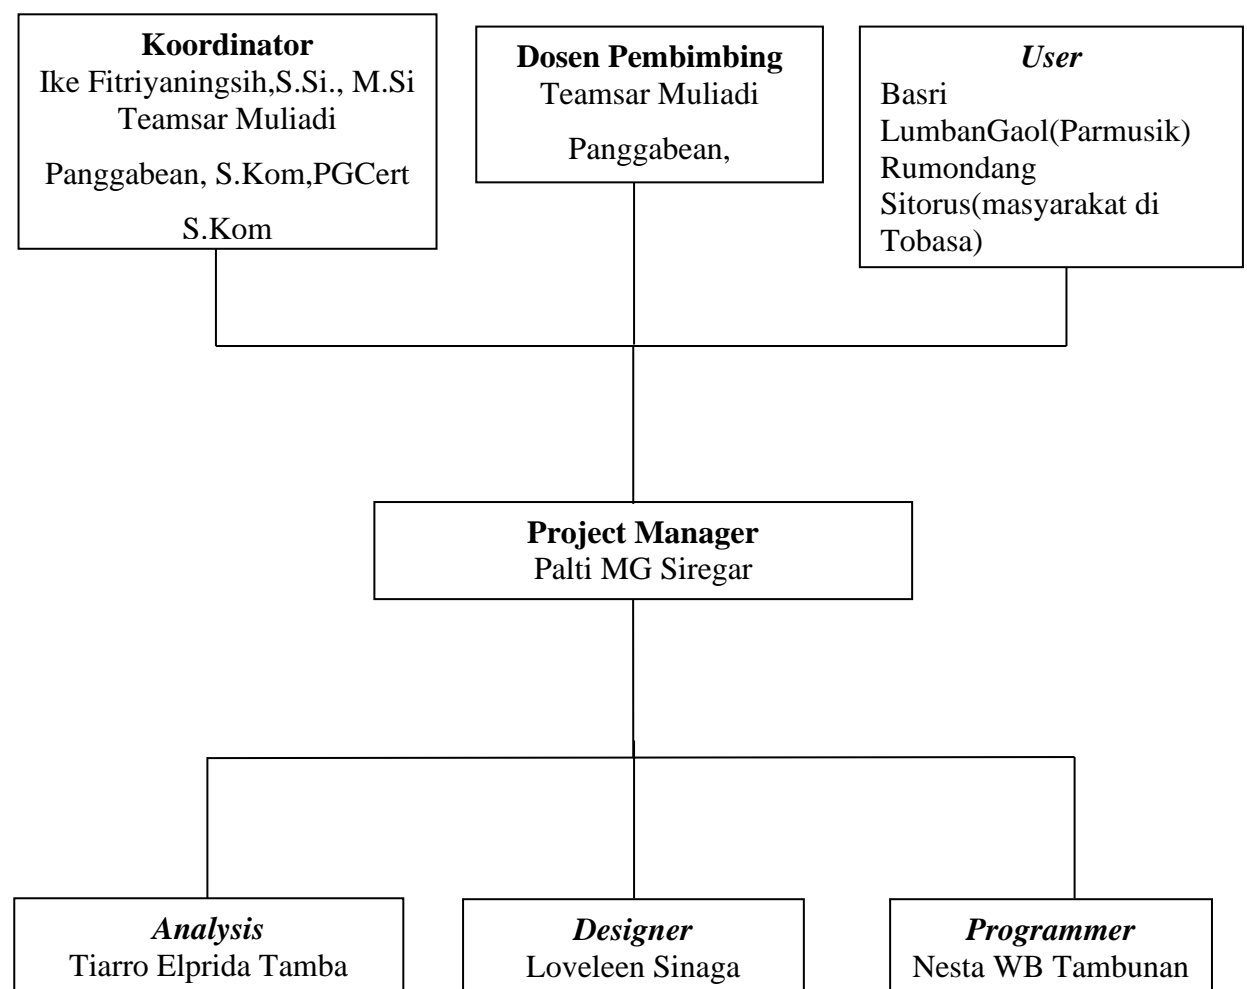 Koordinator
Ike Fitriyaningsih,S.Si., M.Si
Teamsar Muliadi
Panggabean, S.Kom,PGCert
S.Kom
Dosen Pembimbing
Teamsar Muliadi
Panggabean,
User
Basri
LumbanGaol(Parmusik)
Rumondang
Sitorus(masyarakat di
Tobasa)
Project Manager
Palti MG Siregar
Analysis
Tiarro Elprida Tamba
Designer
Loveleen Sinaga
Programmer
Nesta WB Tambunan